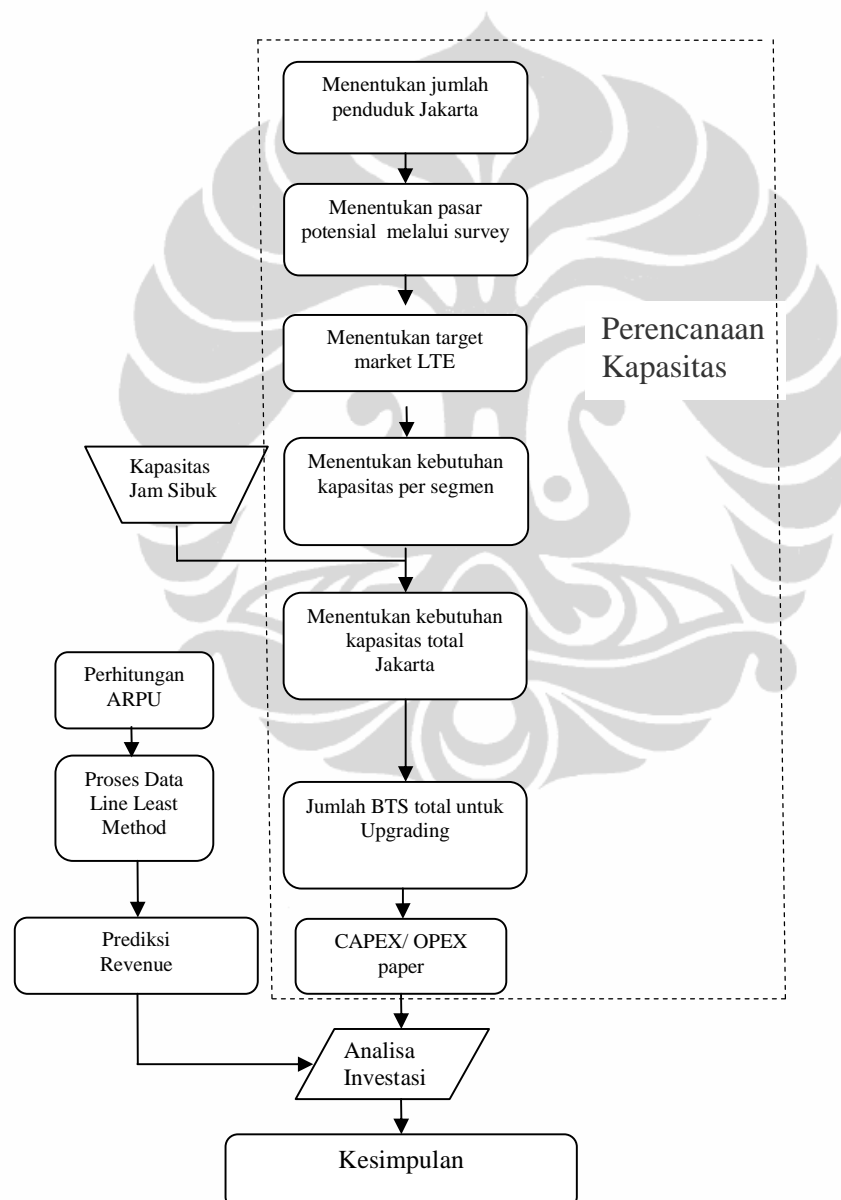 Menentukan jumlah
penduduk Jakarta
Menentukan pasar
potensial melalui survey
Menentukan target
market LTE
Perencanaan
Kapasitas
Kapasitas
Jam Sibuk
Menentukan kebutuhan
kapasitas per segmen
Menentukan kebutuhan
kapasitas total
Jakarta
Perhitungan
ARPU
Proses Data
Line Least
Method
Jumlah BTS total untuk
Upgrading
Prediksi
Revenue
CAPEX/ OPEX
paper
Analisa
Investasi
Kesimpulan